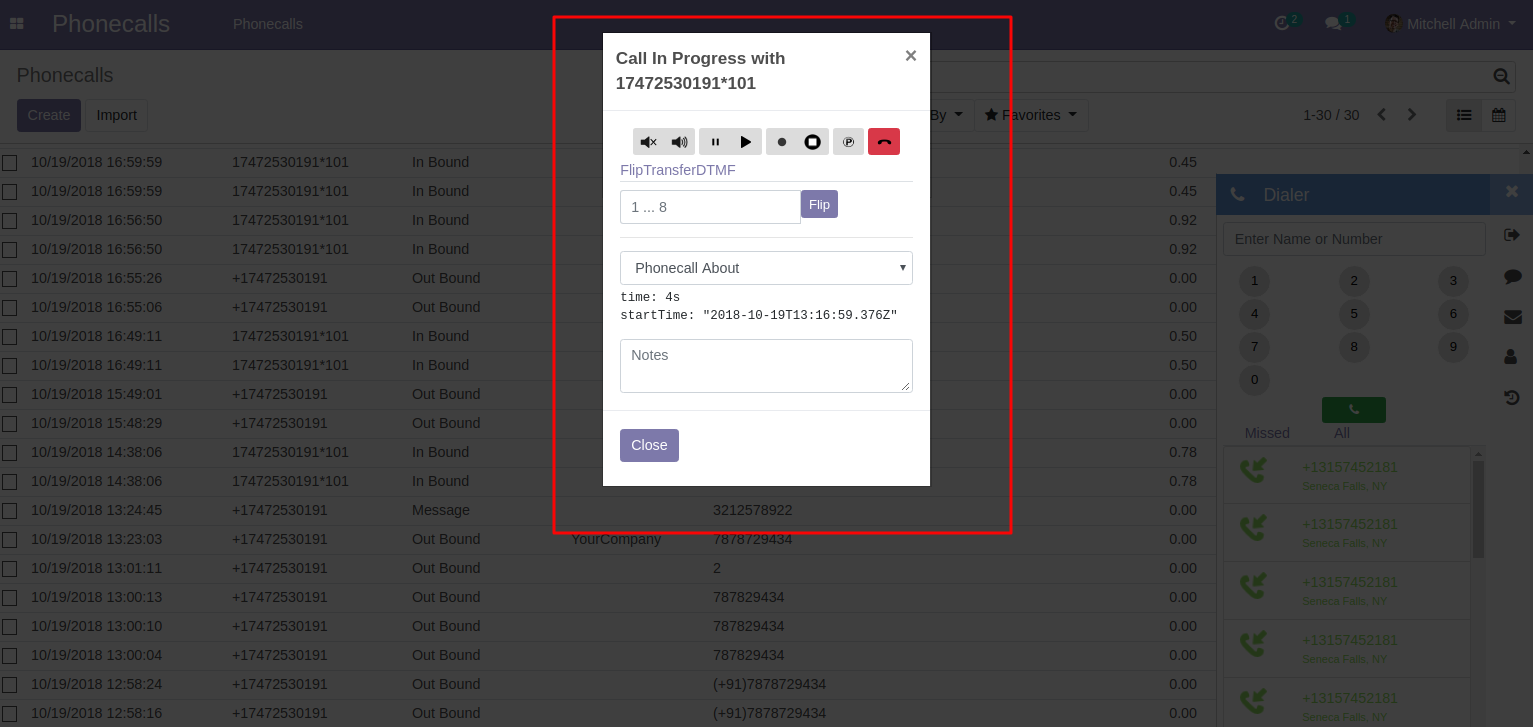 Phonecalls Phonecalls 2 1 Mitchell Admin
Phonecalls
Create Import By Favorites 1-30 / 30
Call In Progress with
17472530191*101
×
FlipTransferDTMF
1 ... 8 Flip
Phonecall About
time: 4s
startTime: "2018-10-19T13:16:59.376Z"
Notes
Close
10/19/2018 16:59:59 17472530191*101 In Bound 0.45
10/19/2018 16:59:59 17472530191*101 In Bound 0.45
10/19/2018 16:56:50 17472530191*101 In Bound 0.92
10/19/2018 16:56:50 17472530191*101 In Bound 0.92
10/19/2018 16:55:26 +17472530191 Out Bound 0.00
10/19/2018 16:55:06 +17472530191 Out Bound 0.00
10/19/2018 16:49:11 17472530191*101 In Bound 0.50
10/19/2018 16:49:11 17472530191*101 In Bound 0.50
10/19/2018 15:49:01 +17472530191 Out Bound 0.00
10/19/2018 15:48:29 +17472530191 Out Bound 0.00
10/19/2018 14:38:06 17472530191*101 In Bound 0.78
10/19/2018 14:38:06 17472530191*101 In Bound 0.78
10/19/2018 13:24:45 +17472530191 Message 3212578922 0.00
10/19/2018 13:23:03 +17472530191 Out Bound YourCompany 7878729434 0.00
10/19/2018 13:01:11 +17472530191 Out Bound 2 0.00
10/19/2018 13:00:13 +17472530191 Out Bound 787829434 0.00
10/19/2018 13:00:10 +17472530191 Out Bound 787829434 0.00
10/19/2018 13:00:04 +17472530191 Out Bound 787829434 0.00
10/19/2018 12:58:24 +17472530191 Out Bound (+91)7878729434 0.00
10/19/2018 12:58:16 +17472530191 Out Bound (+91)7878729434 0.00
Dialer
Enter Name or Number
1 2 3
4 5 6
7 8 9
0
Missed All
+13157452181
Seneca Falls, NY
+13157452181
Seneca Falls, NY
+13157452181
Seneca Falls, NY
+13157452181
Seneca Falls, NY
+13157452181
Seneca Falls, NY